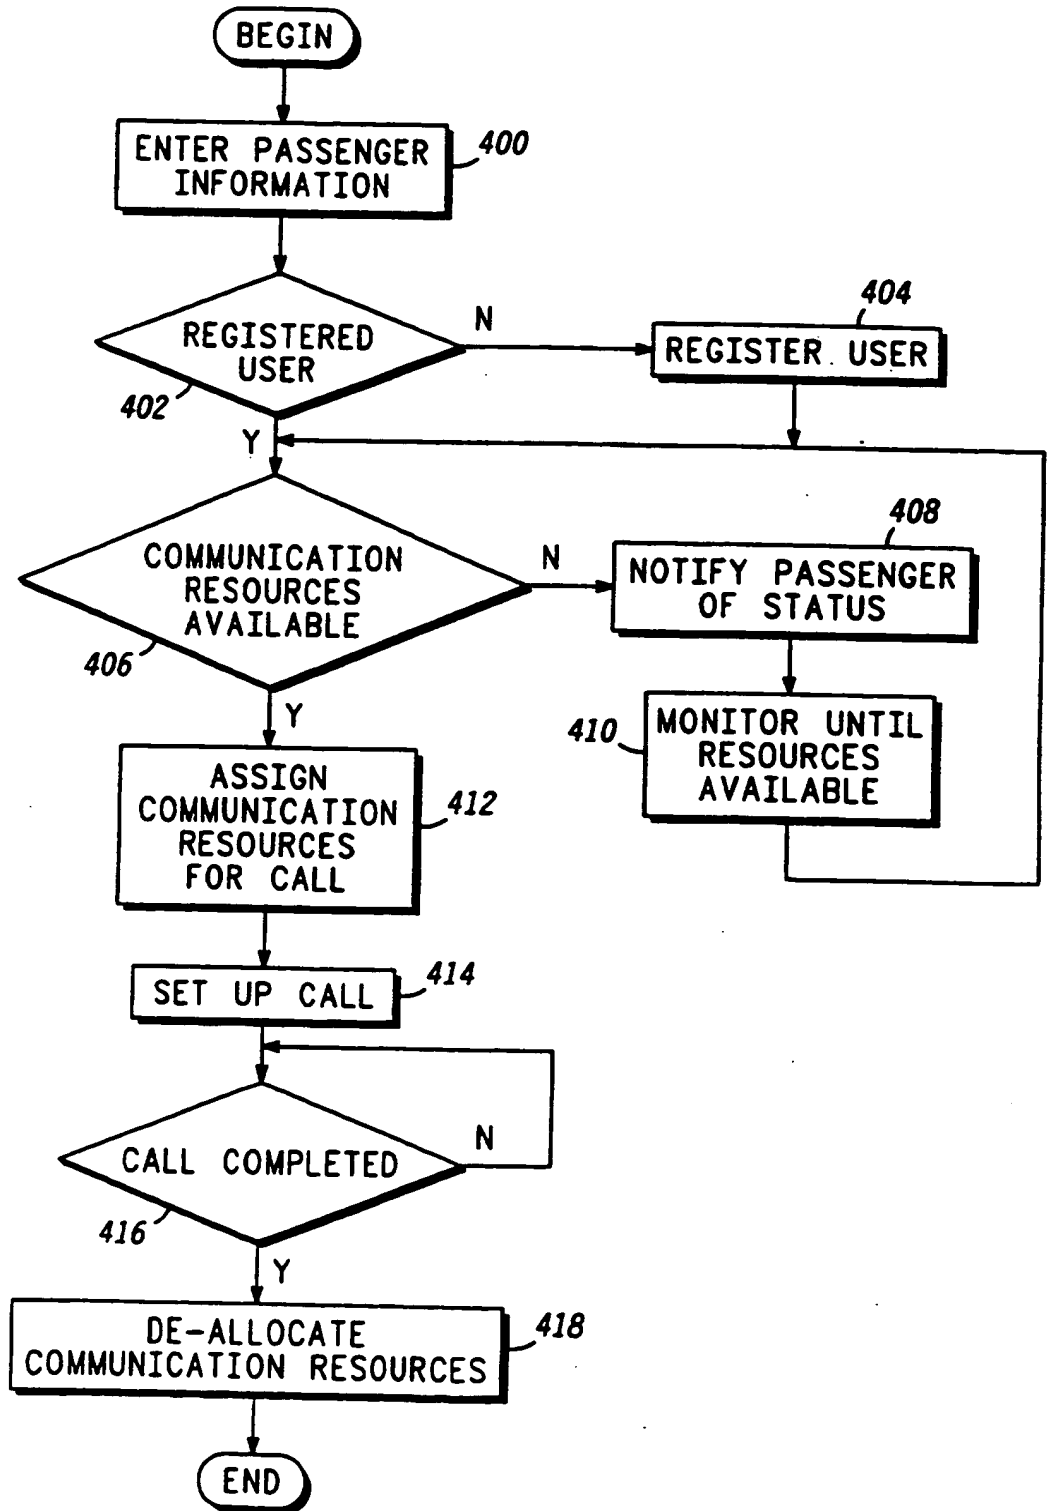 BEGIN
ENTER PASSENGER
INFORMATION
400
REGISTERED
USER
402
N
404
REGISTER USER
Y
COMMUNICATION
RESOURCES
AVAILABLE
406
N
408
NOTIFY PASSENGER
OF STATUS
410
MONITOR UNTIL
RESOURCES
AVAILABLE
Y
ASSIGN
COMMUNICATION
RESOURCES
FOR CALL
412
SET UP CALL
414
CALL COMPLETED
416
N
Y
DE-ALLOCATE
COMMUNICATION RESOURCES
418
END